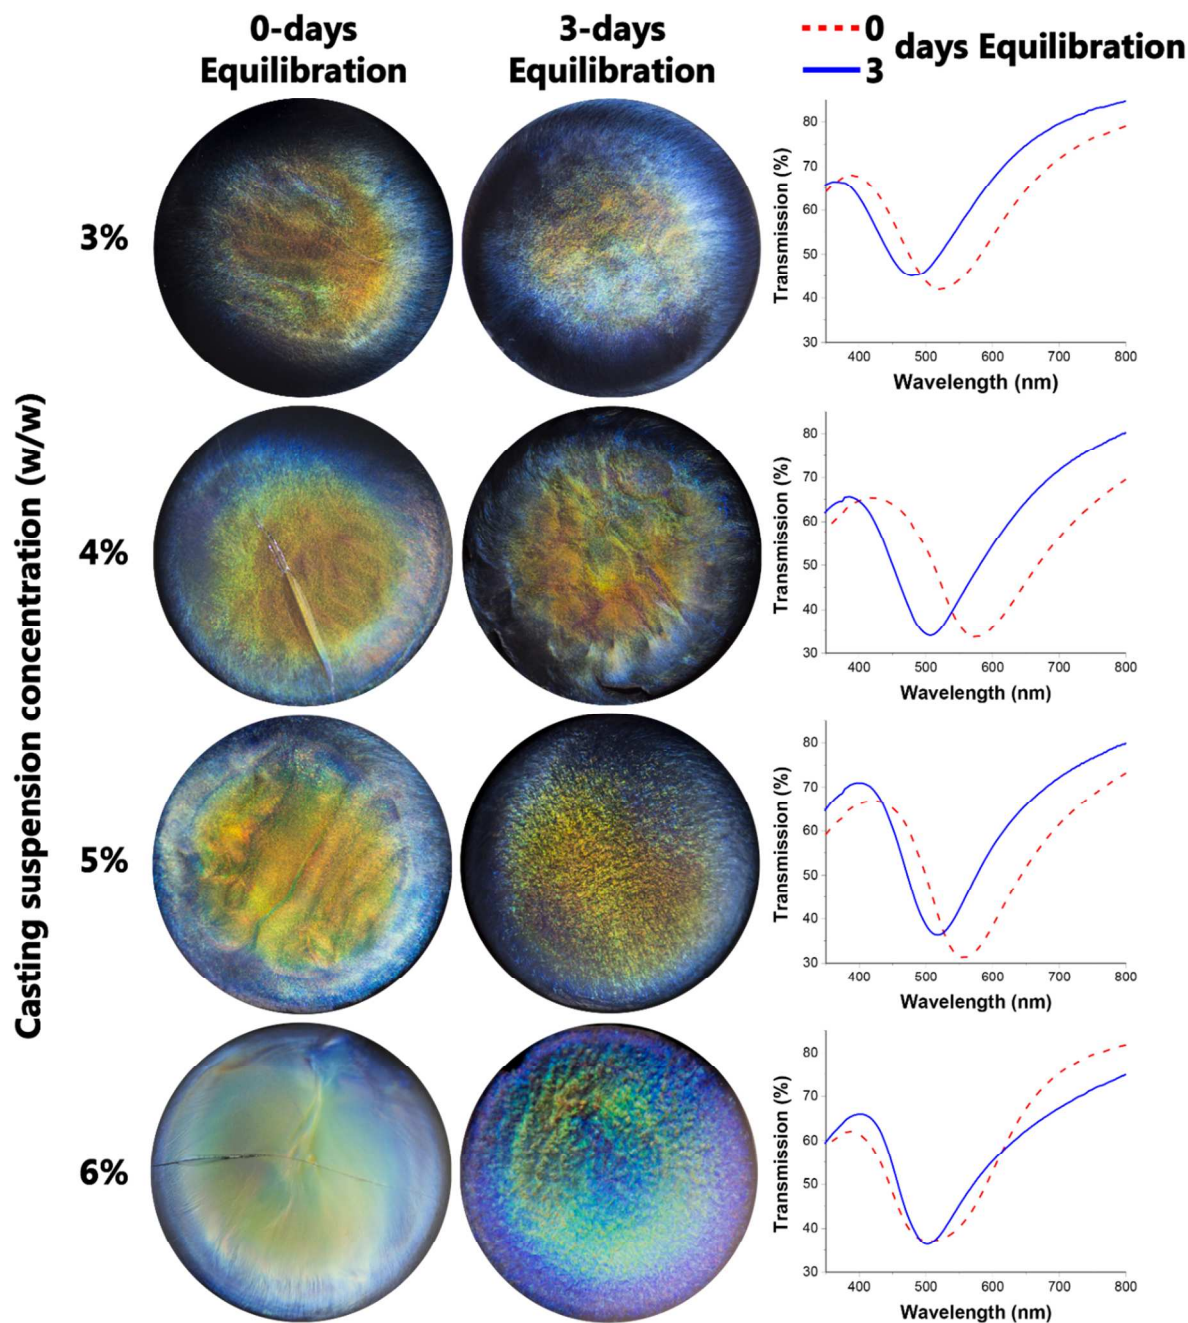 0-days
Equilibration
3-days
Equilibration
0
3
days Equilibration
Casting suspension concentration (w/w)
3%
Transmission (%)
80
70
60
50
40
30
400 500 600 700 800
Wavelength (nm)
4%
Transmission (%)
80
70
60
50
40
30
400 500 600 700 800
Wavelength (nm)
5%
Transmission (%)
80
70
60
50
40
30
400 500 600 700 800
Wavelength (nm)
6%
Transmission (%)
80
70
60
50
40
30
400 500 600 700 800
Wavelength (nm)